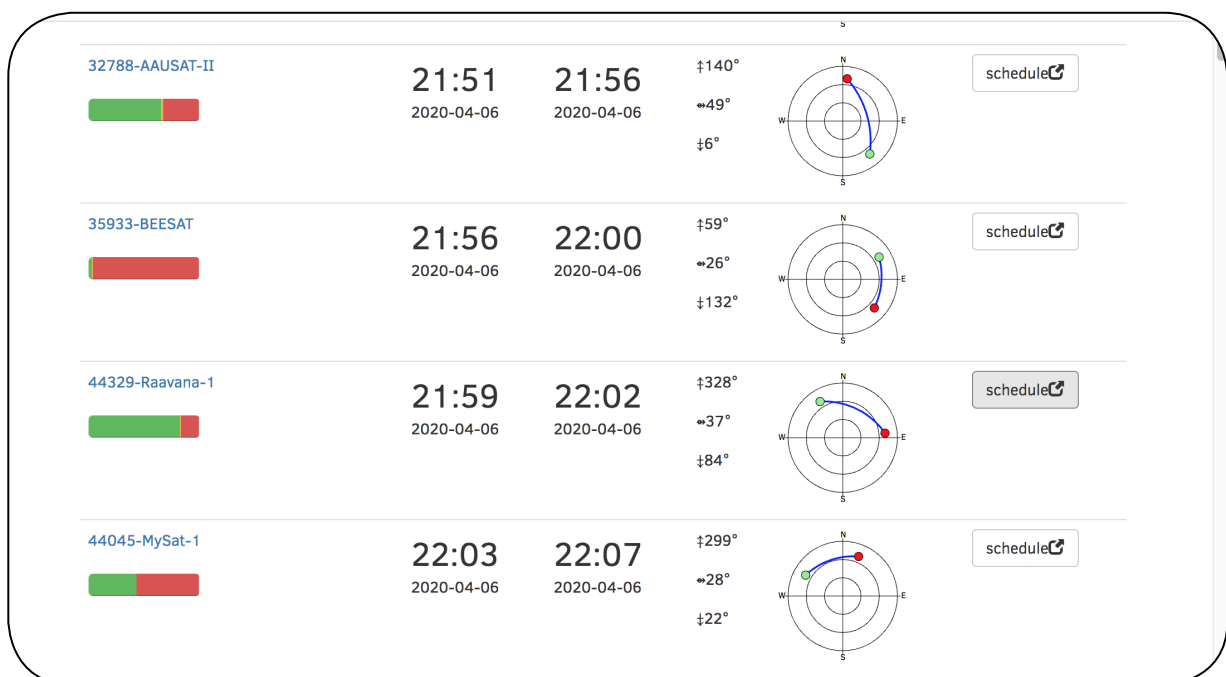 S
32788-AAUSAT-II
21:51
2020-04-06
21:56
2020-04-06
↥140°
⇴49°
↧6°
N
W
E
S
schedule
35933-BEESAT
21:56
2020-04-06
22:00
2020-04-06
‡59°
⇴26°
‡132°
N
W
E
S
schedule
44329-Raavana-1
21:59
2020-04-06
22:02
2020-04-06
‡328°
⇴37°
‡84°
N
W
E
S
schedule
44045-MySat-1
22:03
2020-04-06
22:07
2020-04-06
‡299°
⇴28°
‡22°
N
W
E
S
schedule